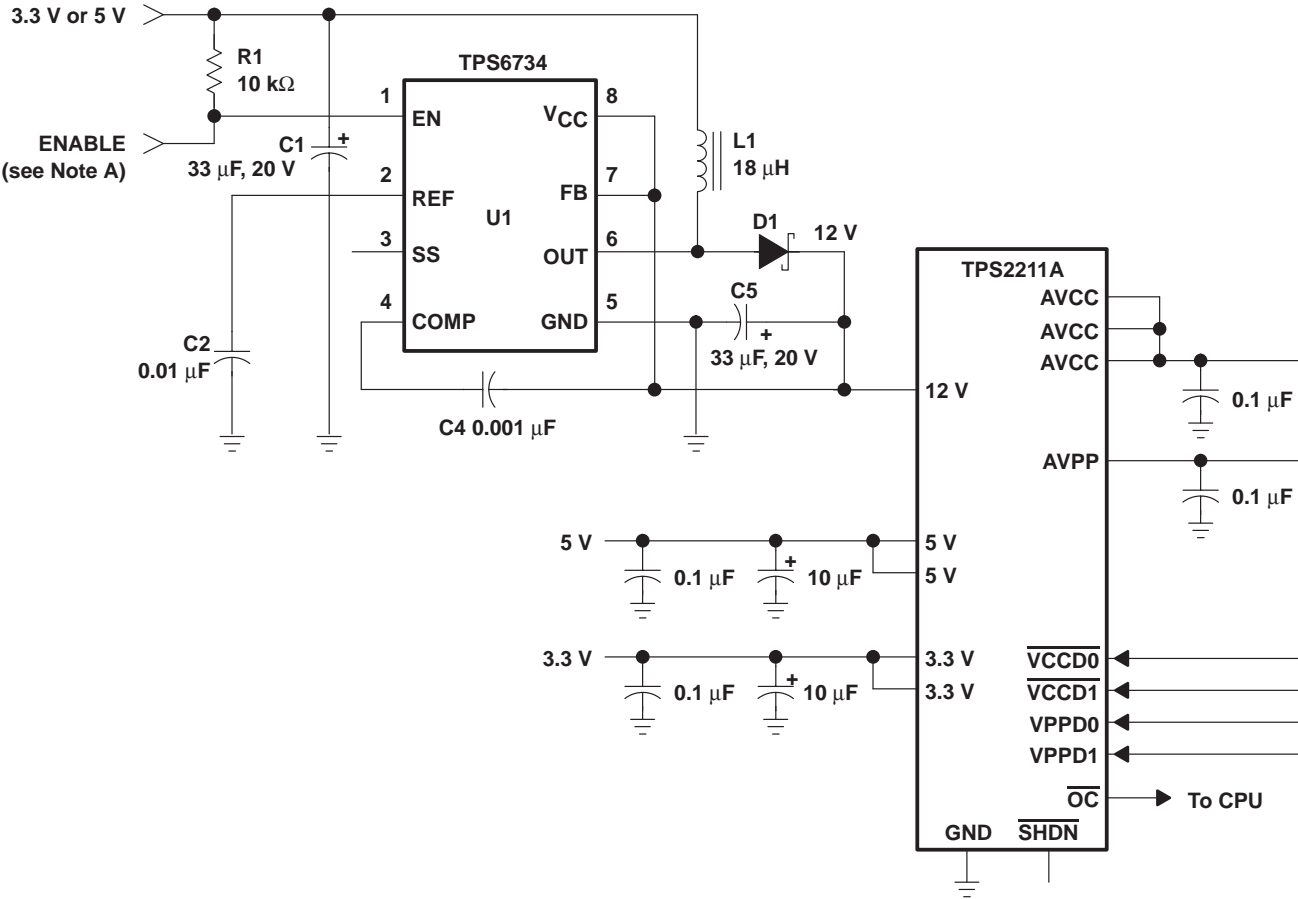 3.3 V or 5 V
R1
10 kΩ
ENABLE
(see Note A)
C1
+
33 μF, 20 V
TPS6734
1
EN
2
REF
3
SS
4
COMP
U1
8
VCC
7
FB
6
OUT
5
GND
L1
18 μH
D1
12 V
C5
+
33 μF, 20 V
C2
0.01 μF
C4 0.001 μF
TPS2211A
AVCC
AVCC
AVCC
12 V
0.1 μF
AVPP
0.1 μF
5 V
0.1 μF
+
10 μF
5 V
5 V
3.3 V
0.1 μF
+
10 μF
3.3 V
3.3 V
VCCD0
VCCD1
VPPD0
VPPD1
OC
To CPU
GND
SHDN